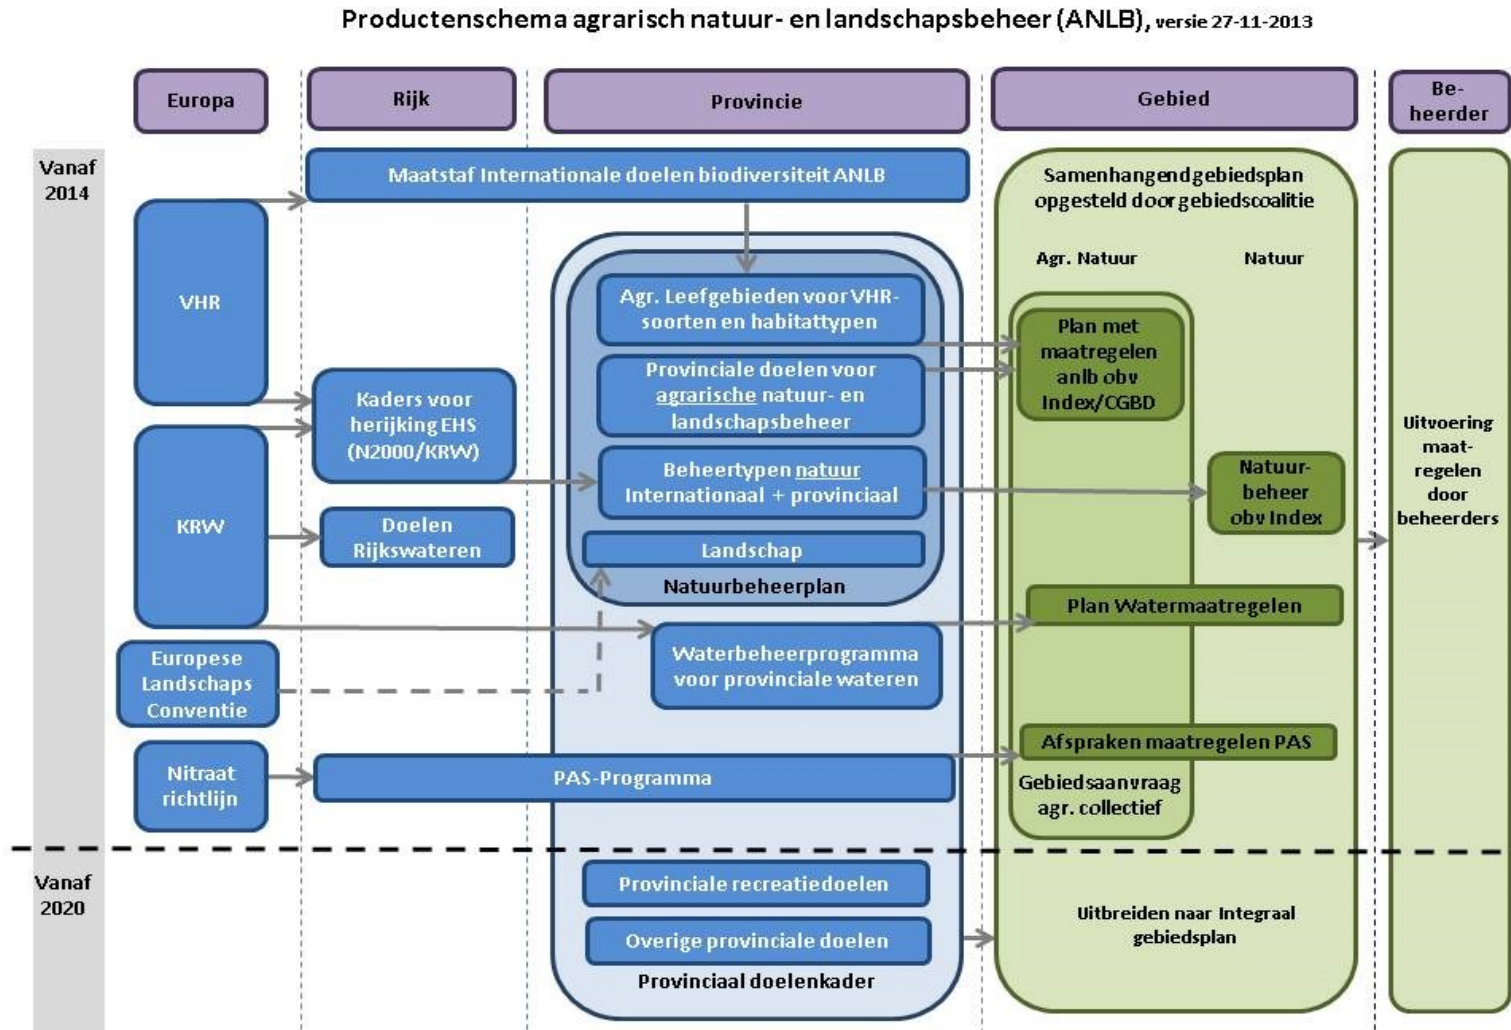 Productenschema agrarisch natuur- en landschapsbeheer (ANLB), versie 27-11-2013
Europa
Rijk
Provincie
Gebied
Be-
heerder
Vanaf
2014
Maatstaf Internationale doelen biodiversiteit ANLB
VHR
KRW
Europese
Landschaps
Conventie
Nitraat
richtlijn
Kaders voor
herijking EHS
(N2000/KRW)
Doelen
Rijkswateren
Agr. Leefgebieden voor VHR-
soorten en habitattypen
Provinciale doelen voor
agrarische natuur- en
landschapsbeheer
Beheertypen natuur
Internationaal + provinciaal
Landschap
Natuurbeheerplan
Waterbeheerprogramma
voor provinciale wateren
PAS-Programma
Samenhangend gebiedsplan
opgesteld door gebiedscoalitie
Agr. Natuur
Natuur
Plan met
maatregelen
anlb obv
Index/CGBD
Natuur-
beheer
obv Index
Plan Watermaatregelen
Afspraken maatregelen PAS
Gebiedsaanvraag
agr. collectief
Uitvoering
maat-
regelen
door
beheerders
Vanaf
2020
Provinciale recreatiedoelen
Overige provinciale doelen
Provinciaal doelenkader
Uitbreiden naar Integraal
gebiedsplan